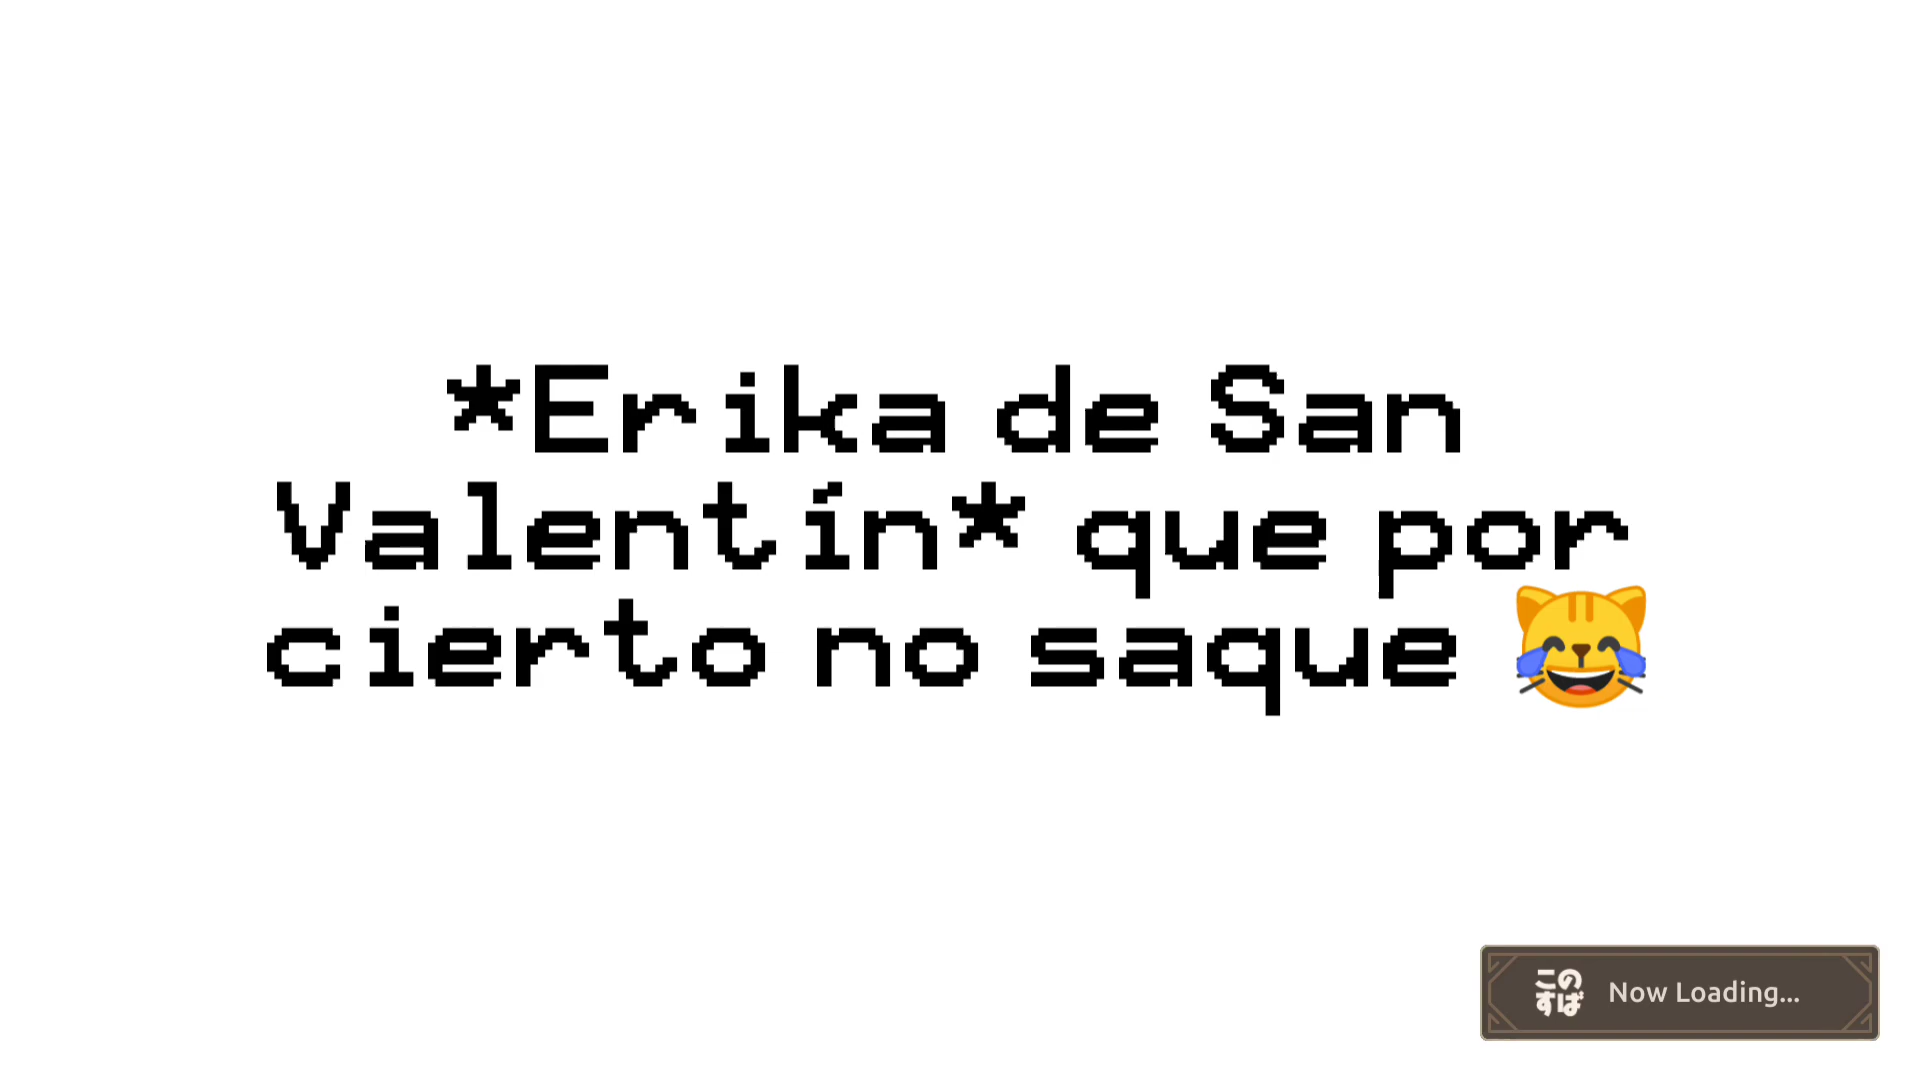 *Erika de San
Valentín* que por
cierto no saque 😹
この
すば
Now Loading...